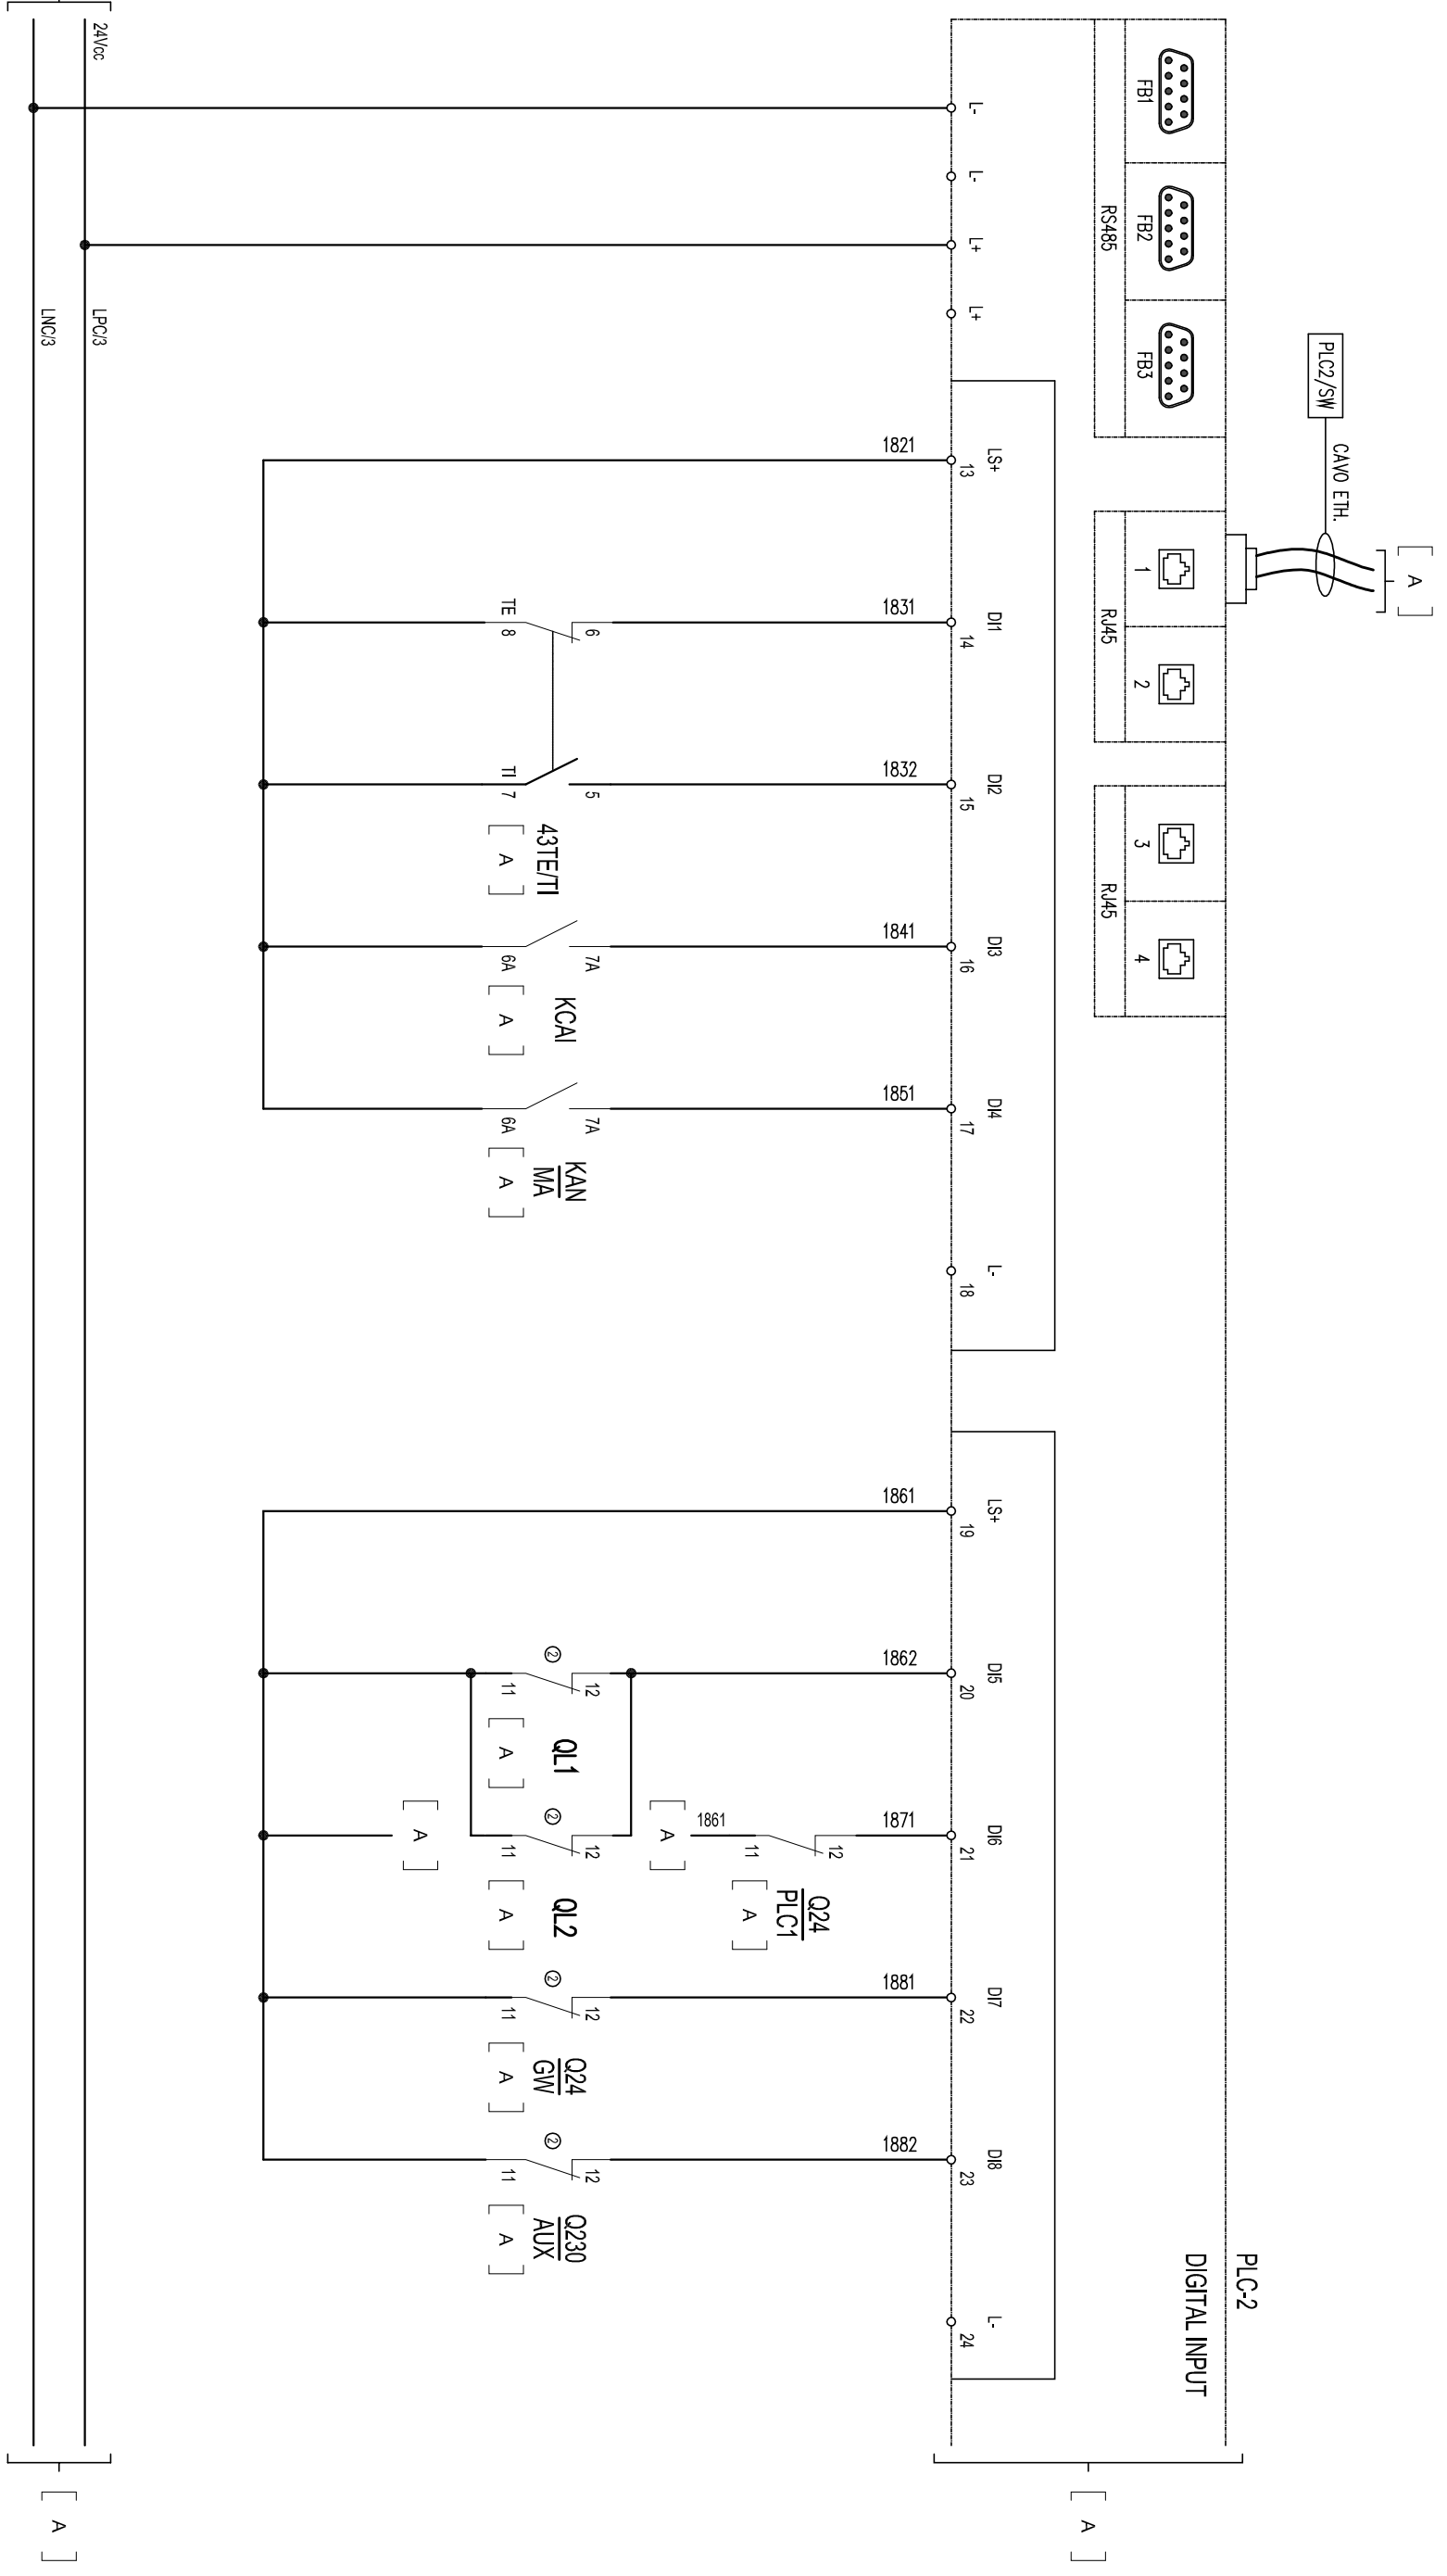 PLC-2
DIGITAL INPUT
[ A ]
PLC2/SW
CAVO ETH.
FB1
FB2
FB3
RS485
1
2
RJ45
3
4
RJ45
L-
L-
L+
L+
LS+
DI1
DI2
DI3
DI4
L-
LS+
DI5
DI6
DI7
DI8
L-
13
14
15
16
17
18
19
20
21
22
23
24
1821
1831
1832
1841
1851
1861
1862
1871
1881
1882
12
11
Q24
PLC1
[ A ]
1861
[ A ]
6
TE 8
5
TI 7
43TE/TI
[ A ]
7A
6A
KCAI
[ A ]
7A
6A
KAN
MA
[ A ]
12
② 11
QL1
[ A ]
12
② 11
QL2
[ A ]
12
② 11
Q24
GW
[ A ]
12
② 11
Q230
AUX
[ A ]
[ A ]
24Vcc
LPC/3
LNC/3
[ A ]
[ A ]